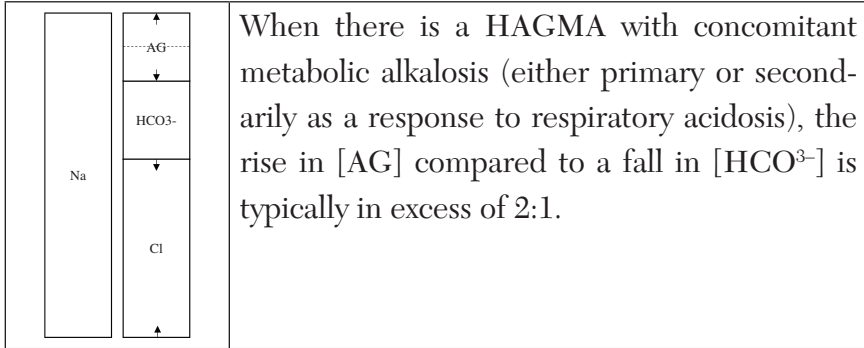 AG
HCO3-
Na
Cl
When there is a HAGMA with concomitant
metabolic alkalosis (either primary or second-
arily as a response to respiratory acidosis), the
rise in [AG] compared to a fall in [HCO³⁻] is
typically in excess of 2:1.